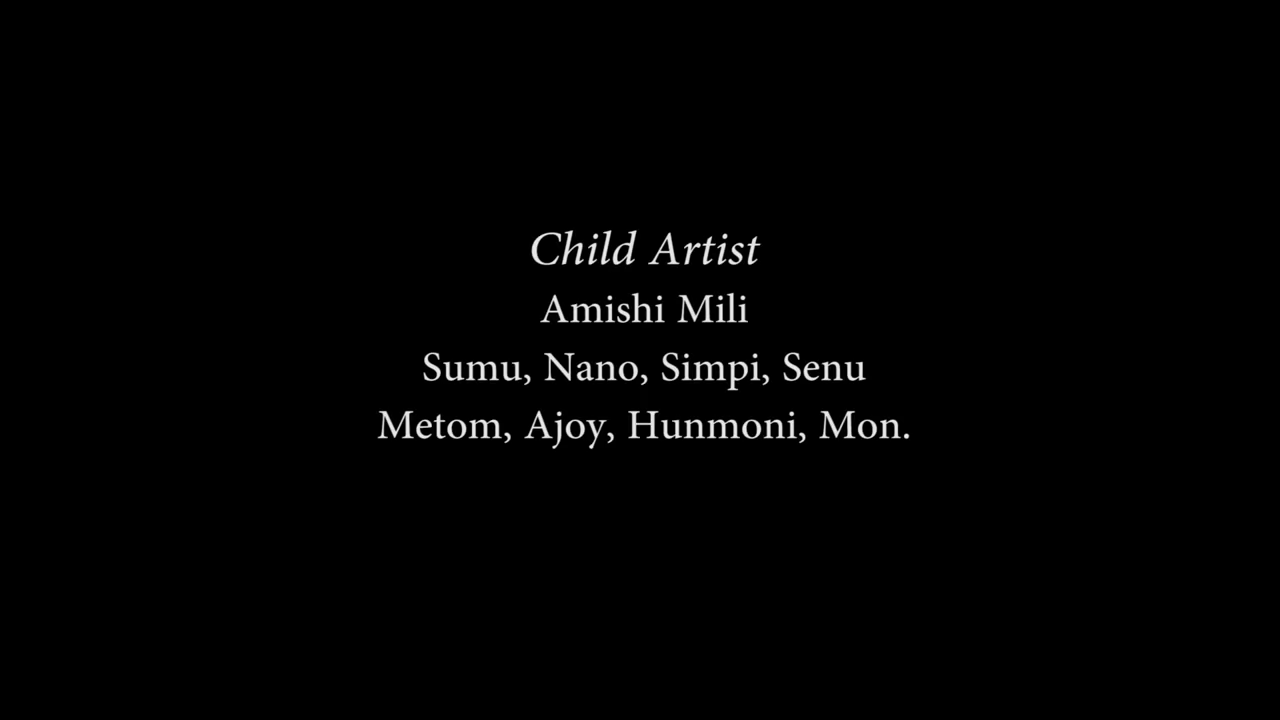 Child Artist
Amishi Mili
Sumu, Nano, Simpi, Senu
Metom, Ajoy, Hunmoni, Mon.